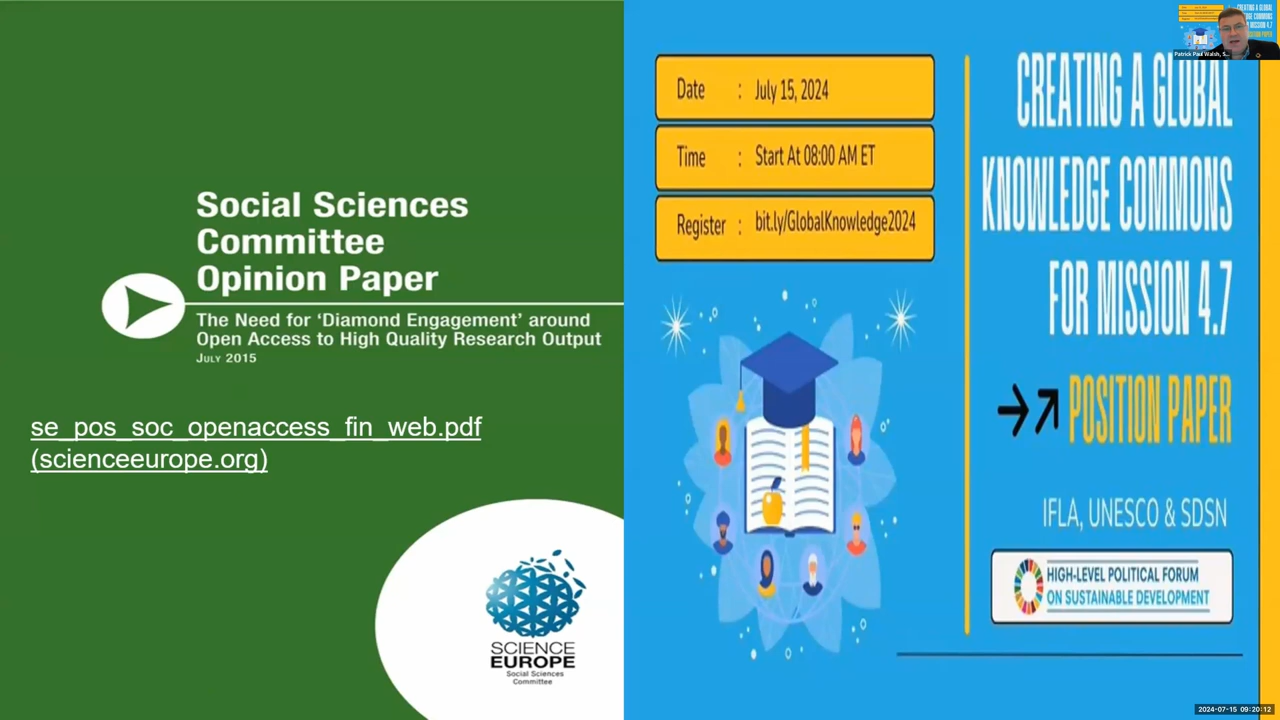 Social Sciences
Committee
Opinion Paper
The Need for ‘Diamond Engagement’ around
Open Access to High Quality Research Output
July 2015
se_pos_soc_openaccess_fin_web.pdf
(scienceeurope.org)
SCIENCE
EUROPE
Social Sciences
Committee
Date : July 15, 2024
Time : Start At 08:00 AM ET
Register : bit.ly/GlobalKnowledge2024
CREATING A GLOBAL
KNOWLEDGE COMMONS
FOR MISSION 4.7
POSITION PAPER
IFLA, UNESCO & SDSN
HIGH-LEVEL POLITICAL FORUM
ON SUSTAINABLE DEVELOPMENT
Patrick Paul Walsh, S...
2024-07-15 09:20:12